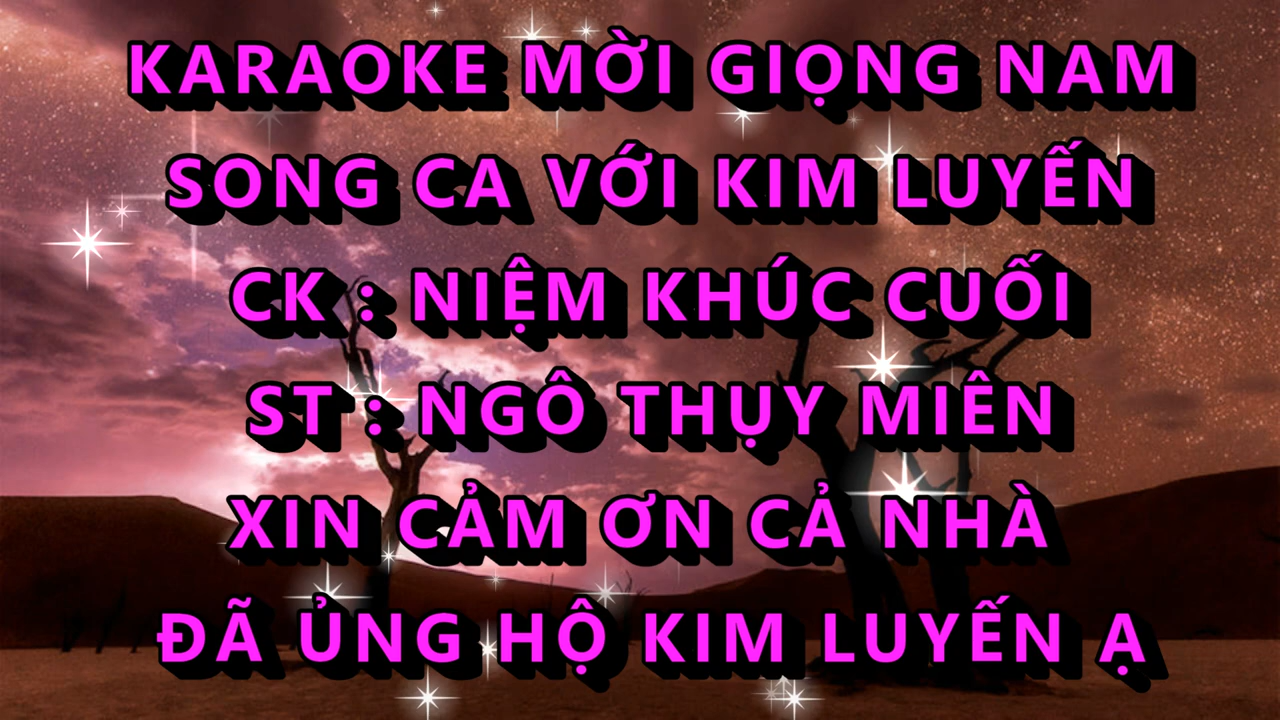 KARAOKE MỜI GIỌNG NAM
SONG CA VỚI KIM LUYẾN
CK : NIỆM KHÚC CUỐI
ST : NGÔ THỤY MIÊN
XIN CẢM ƠN CẢ NHÀ
ĐÃ ỦNG HỘ KIM LUYẾN Ạ